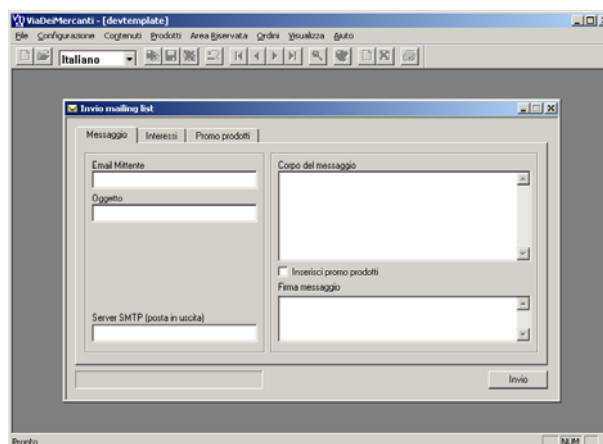 ViaDeiMercanti - [devtemplate]
File Configurazione Contenuti Prodotti Area Riservata Ordini Visualizza Aiuto
Italiano
Invio mailing list
Messaggio Interessi Promo prodotti
Email Mittente
Oggetto
Server SMTP (posta in uscita)
Corpo del messaggio
Inserisci promo prodotti
Firma messaggio
Invio
Pronto NUM